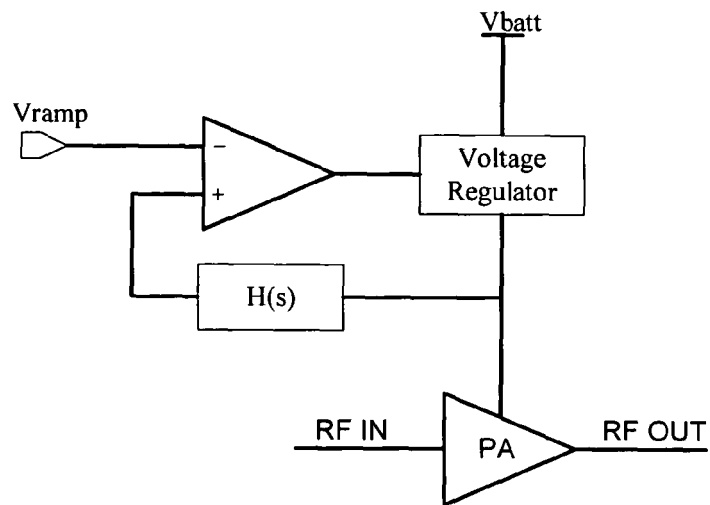 Vbatt
Vramp
−
+
Voltage
Regulator
H(s)
RF IN
PA
RF OUT